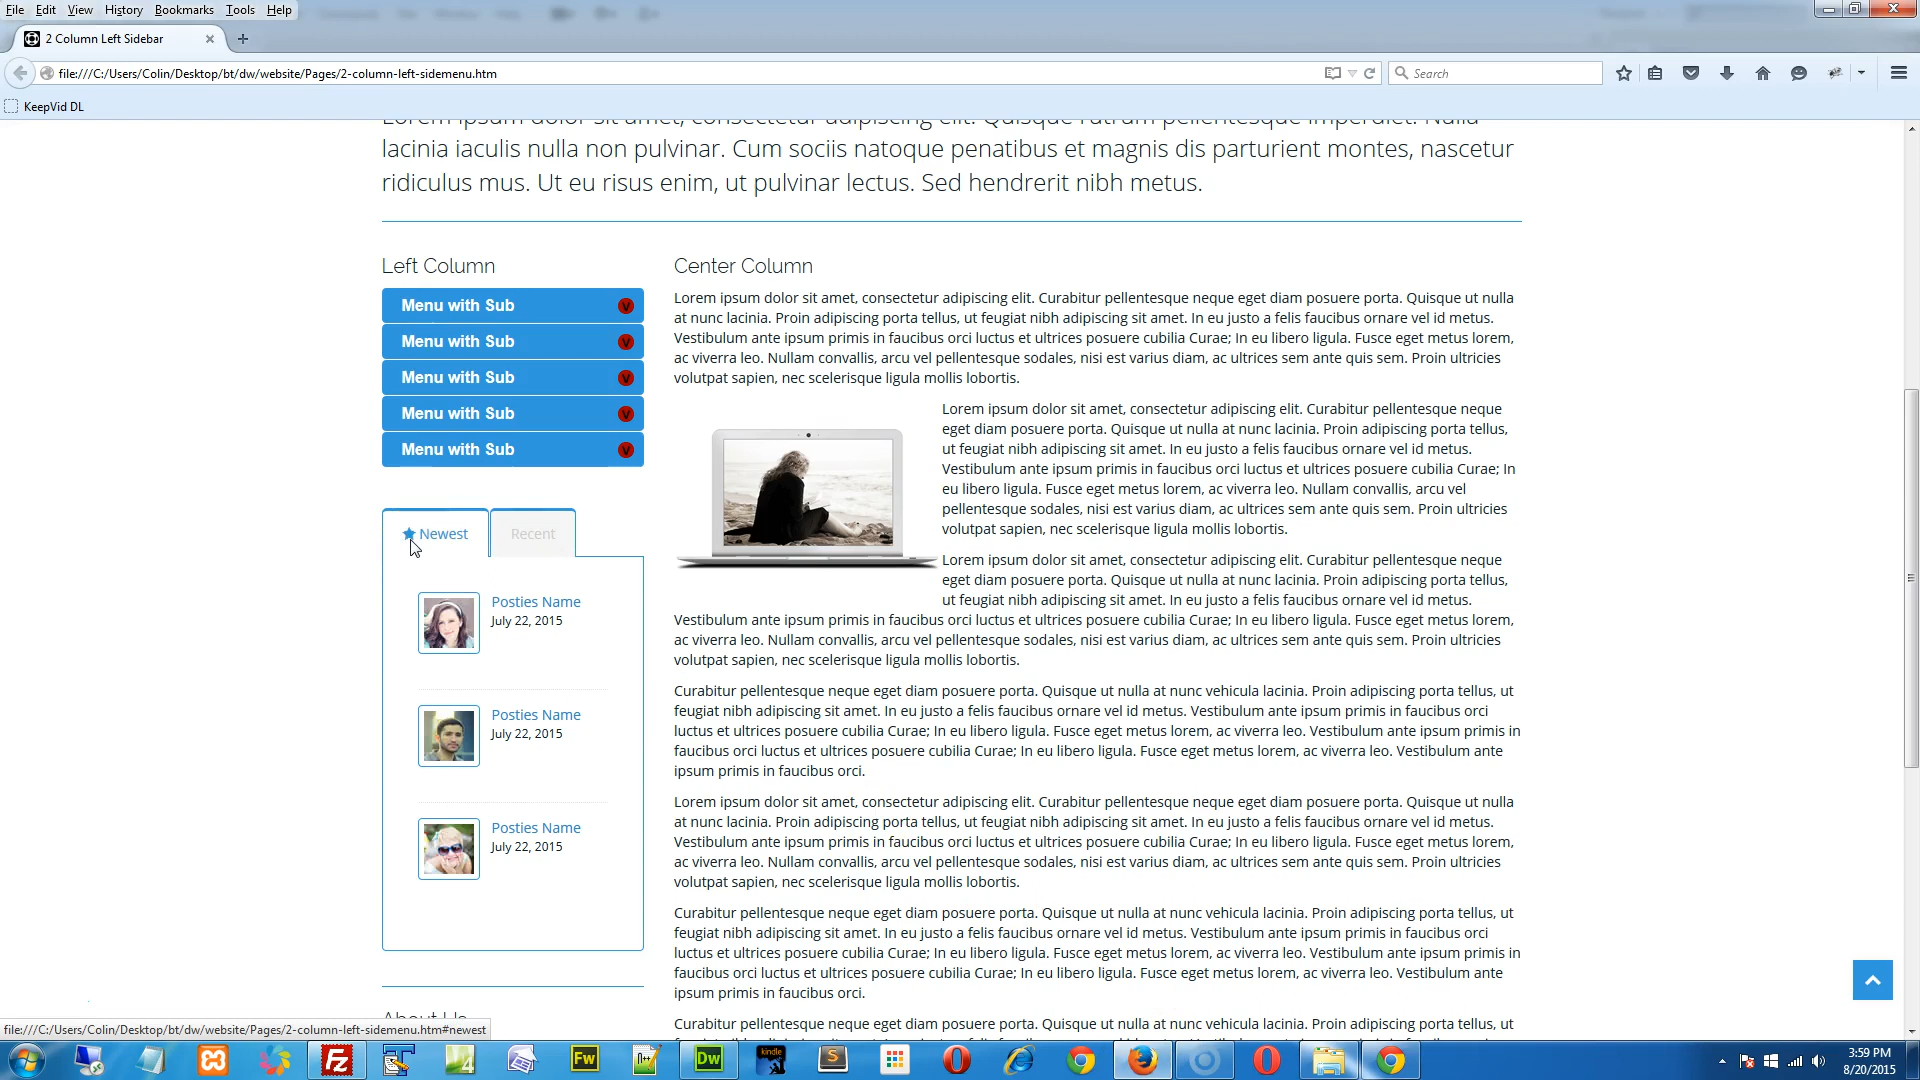 File Edit View History Bookmarks Tools Help
2 Column Left Sidebar
file:///C:/Users/Colin/Desktop/bt/dw/website/Pages/2-column-left-sidemenu.htm
Search
KeepVid DL
Lorem ipsum dolor sit amet, consectetur adipiscing elit. Quisque rutrum pellentesque imperdiet. Nulla
lacinia iaculis nulla non pulvinar. Cum sociis natoque penatibus et magnis dis parturient montes, nascetur
ridiculus mus. Ut eu risus enim, ut pulvinar lectus. Sed hendrerit nibh metus.
Left Column
Menu with Sub V
Menu with Sub V
Menu with Sub V
Menu with Sub V
Menu with Sub V
Newest Recent
Posties Name
July 22, 2015
Posties Name
July 22, 2015
Posties Name
July 22, 2015
About Us
Center Column
Lorem ipsum dolor sit amet, consectetur adipiscing elit. Curabitur pellentesque neque eget diam posuere porta. Quisque ut nulla
at nunc lacinia. Proin adipiscing porta tellus, ut feugiat nibh adipiscing sit amet. In eu justo a felis faucibus ornare vel id metus.
Vestibulum ante ipsum primis in faucibus orci luctus et ultrices posuere cubilia Curae; In eu libero ligula. Fusce eget metus lorem,
ac viverra leo. Nullam convallis, arcu vel pellentesque sodales, nisi est varius diam, ac ultrices sem ante quis sem. Proin ultricies
volutpat sapien, nec scelerisque ligula mollis lobortis.
Lorem ipsum dolor sit amet, consectetur adipiscing elit. Curabitur pellentesque neque
eget diam posuere porta. Quisque ut nulla at nunc lacinia. Proin adipiscing porta tellus,
ut feugiat nibh adipiscing sit amet. In eu justo a felis faucibus ornare vel id metus.
Vestibulum ante ipsum primis in faucibus orci luctus et ultrices posuere cubilia Curae; In
eu libero ligula. Fusce eget metus lorem, ac viverra leo. Nullam convallis, arcu vel
pellentesque sodales, nisi est varius diam, ac ultrices sem ante quis sem. Proin ultricies
volutpat sapien, nec scelerisque ligula mollis lobortis.
Lorem ipsum dolor sit amet, consectetur adipiscing elit. Curabitur pellentesque neque
eget diam posuere porta. Quisque ut nulla at nunc lacinia. Proin adipiscing porta tellus,
ut feugiat nibh adipiscing sit amet. In eu justo a felis faucibus ornare vel id metus.
Vestibulum ante ipsum primis in faucibus orci luctus et ultrices posuere cubilia Curae; In eu libero ligula. Fusce eget metus lorem,
ac viverra leo. Nullam convallis, arcu vel pellentesque sodales, nisi est varius diam, ac ultrices sem ante quis sem. Proin ultricies
volutpat sapien, nec scelerisque ligula mollis lobortis.
Curabitur pellentesque neque eget diam posuere porta. Quisque ut nulla at nunc vehicula lacinia. Proin adipiscing porta tellus, ut
feugiat nibh adipiscing sit amet. In eu justo a felis faucibus ornare vel id metus. Vestibulum ante ipsum primis in faucibus orci
luctus et ultrices posuere cubilia Curae; In eu libero ligula. Fusce eget metus lorem, ac viverra leo. Vestibulum ante ipsum primis in
faucibus orci luctus et ultrices posuere cubilia Curae; In eu libero ligula. Fusce eget metus lorem, ac viverra leo. Vestibulum ante
ipsum primis in faucibus orci.
Lorem ipsum dolor sit amet, consectetur adipiscing elit. Curabitur pellentesque neque eget diam posuere porta. Quisque ut nulla
at nunc lacinia. Proin adipiscing porta tellus, ut feugiat nibh adipiscing sit amet. In eu justo a felis faucibus ornare vel id metus.
Vestibulum ante ipsum primis in faucibus orci luctus et ultrices posuere cubilia Curae; In eu libero ligula. Fusce eget metus lorem,
ac viverra leo. Nullam convallis, arcu vel pellentesque sodales, nisi est varius diam, ac ultrices sem ante quis sem. Proin ultricies
volutpat sapien, nec scelerisque ligula mollis lobortis.
Curabitur pellentesque neque eget diam posuere porta. Quisque ut nulla at nunc vehicula lacinia. Proin adipiscing porta tellus, ut
feugiat nibh adipiscing sit amet. In eu justo a felis faucibus ornare vel id metus. Vestibulum ante ipsum primis in faucibus orci
luctus et ultrices posuere cubilia Curae; In eu libero ligula. Fusce eget metus lorem, ac viverra leo. Vestibulum ante ipsum primis in
faucibus orci luctus et ultrices posuere cubilia Curae; In eu libero ligula. Fusce eget metus lorem, ac viverra leo. Vestibulum ante
ipsum primis in faucibus orci.
Curabitur pellentesque neque eget diam posuere porta. Quisque ut nulla at nunc vehicula lacinia. Proin adipiscing porta tellus, ut
file:///C:/Users/Colin/Desktop/bt/dw/website/Pages/2-column-left-sidemenu.htm#newest
Fz 4 Fw n++ Dw kindle S
3:59 PM
8/20/2015